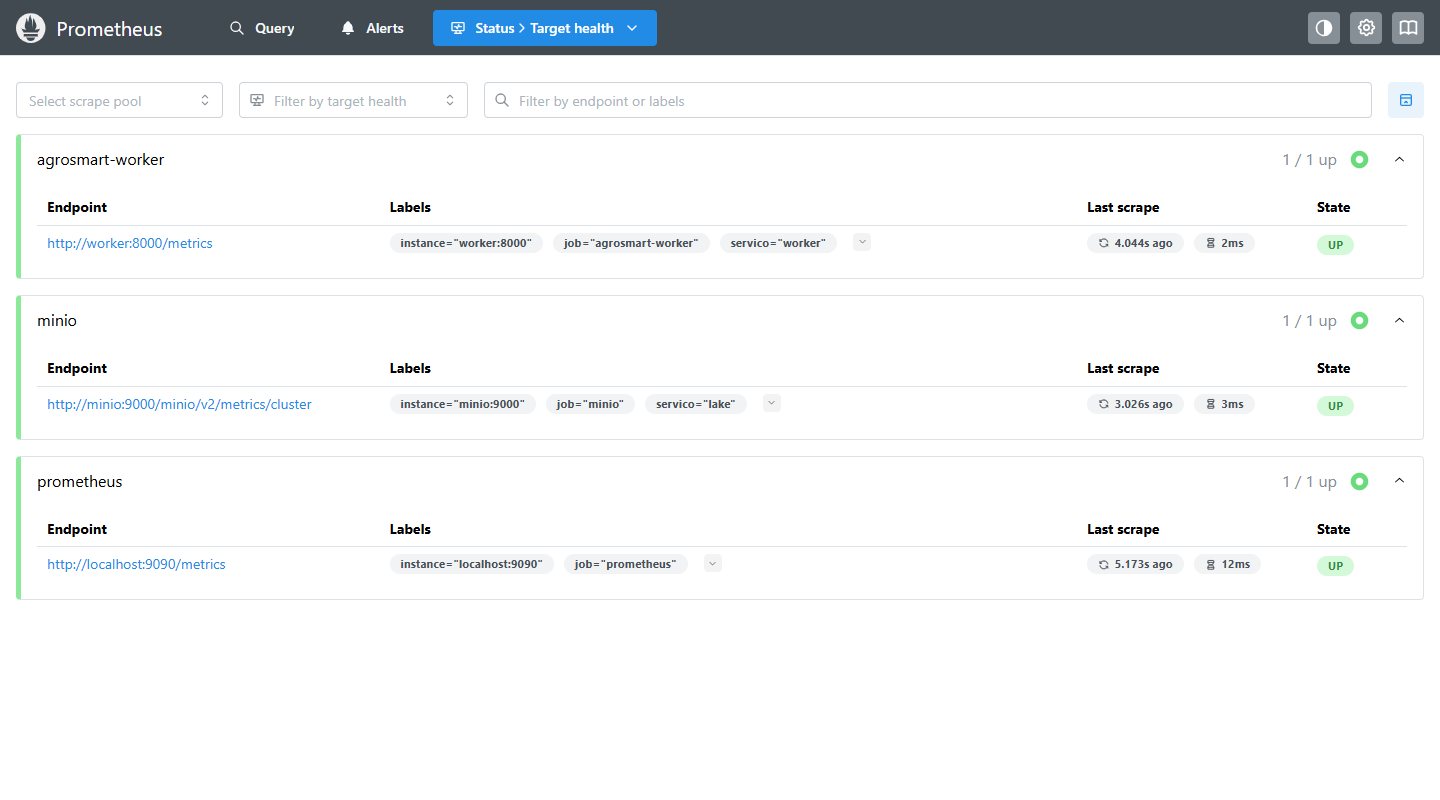 Prometheus Query Alerts Status > Target health
Select scrape pool Filter by target health Filter by endpoint or labels
agrosmart-worker 1 / 1 up
Endpoint Labels Last scrape State
http://worker:8000/metrics instance="worker:8000" job="agrosmart-worker" servico="worker" 4.044s ago 2ms UP
minio 1 / 1 up
Endpoint Labels Last scrape State
http://minio:9000/minio/v2/metrics/cluster instance="minio:9000" job="minio" servico="lake" 3.026s ago 3ms UP
prometheus 1 / 1 up
Endpoint Labels Last scrape State
http://localhost:9090/metrics instance="localhost:9090" job="prometheus" 5.173s ago 12ms UP